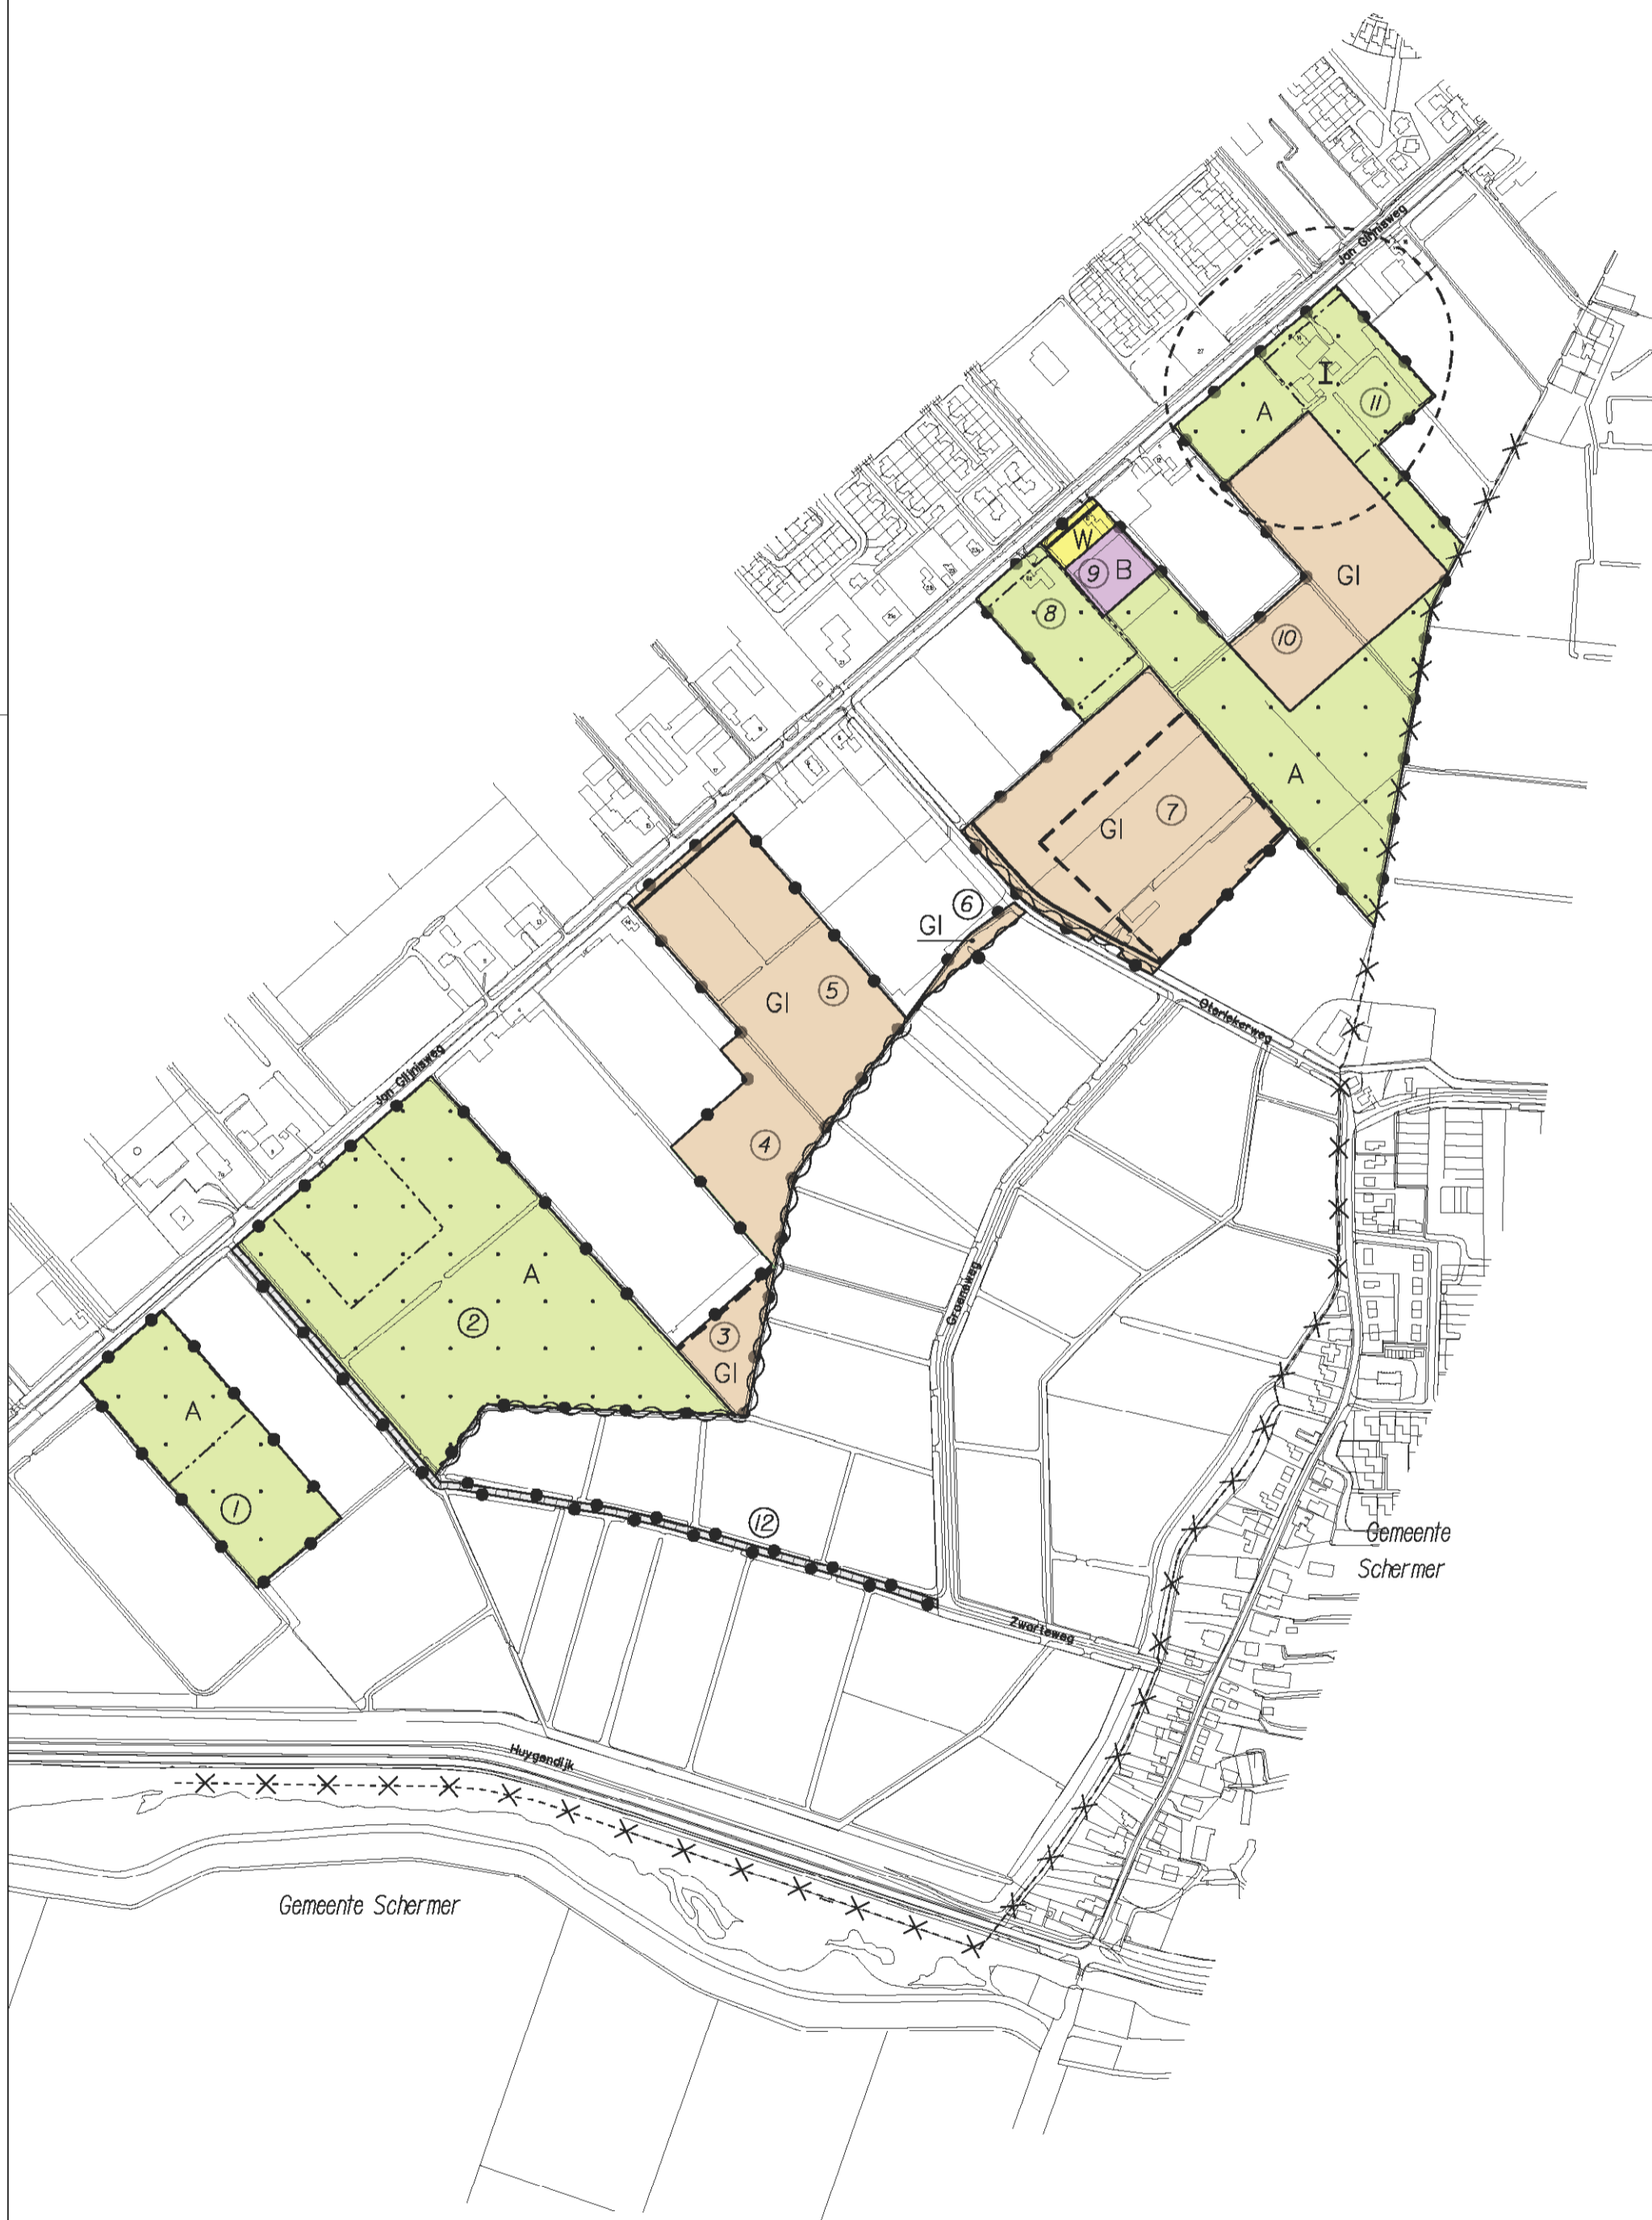 Jan Glijnisweg
I
A
11
W
9 B
GI
8
10
A
7
GI
6
GI
5
GI
Oterlekerweg
Jan Glijnisweg
4
A
Groeneweg
2
3
GI
A
1
12
Gemeente
Schermer
Zwarteweg
Huygendijk
Gemeente Schermer